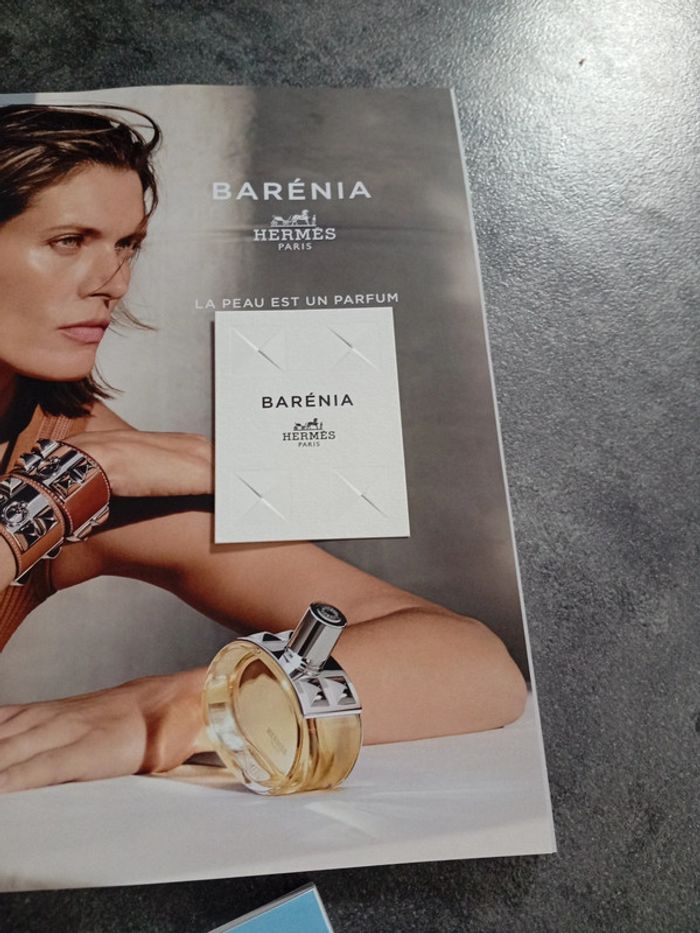 BARÉNIA
HERMÈS
PARIS
LA PEAU EST UN PARFUM
BARÉNIA
HERMÈS
PARIS